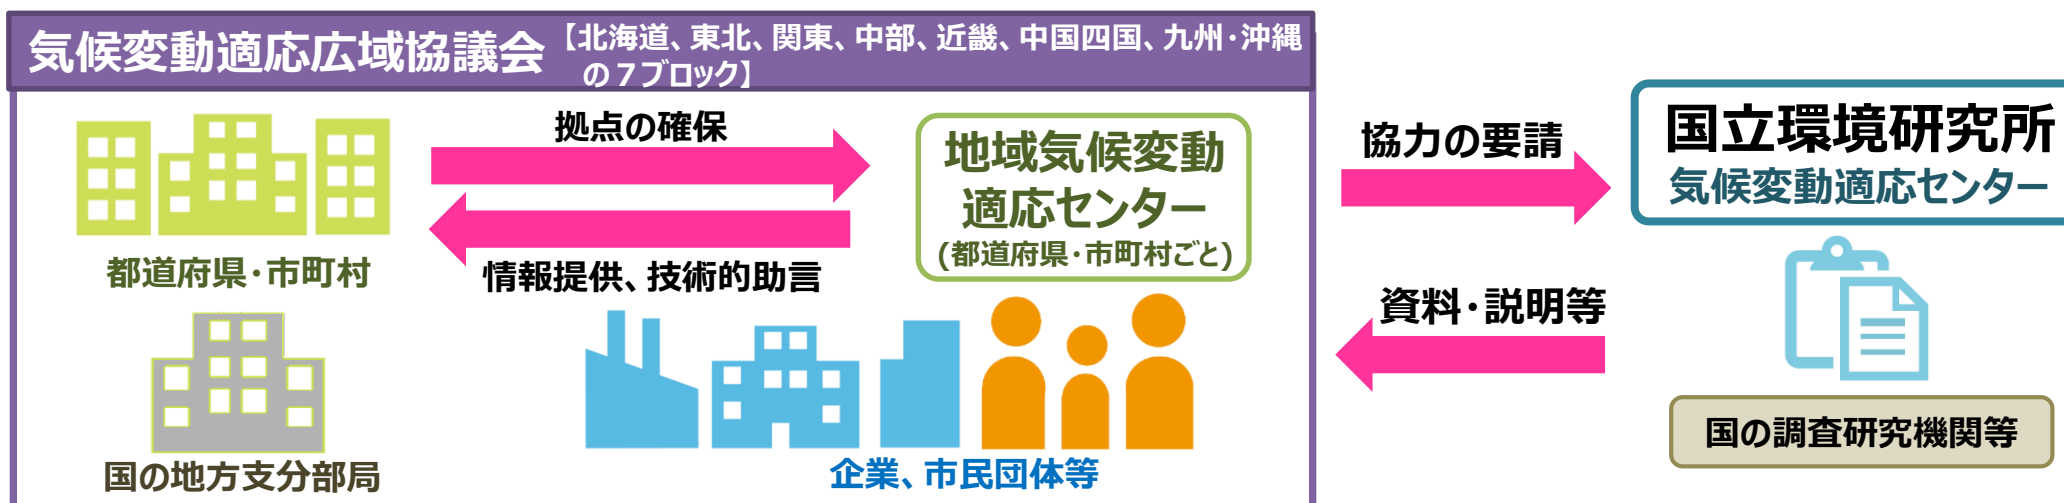 気候変動適応広域協議会
【北海道、東北、関東、中部、近畿、中国四国、九州・沖縄
の７ブロック】
拠点の確保
地域気候変動
適応センター
(都道府県・市町村ごと)
都道府県・市町村
情報提供、技術的助言
国の地方支分部局
企業、市民団体等
協力の要請
国立環境研究所
気候変動適応センター
資料・説明等
国の調査研究機関等